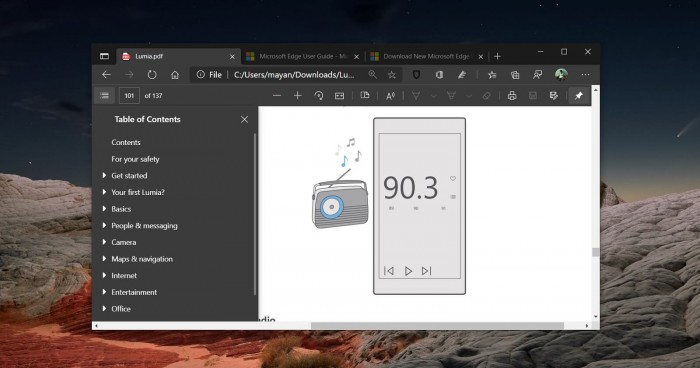 Lumia.pdf
Microsoft Edge User Guide - Mi
Download New Microsoft Edge -
File
C:/Users/mayan/Downloads/Lu...
101 of 137
Table of Contents
Contents
For your safety
Get started
Your first Lumia?
Basics
People & messaging
Camera
Maps & navigation
Internet
Entertainment
Office
90.3
89
90